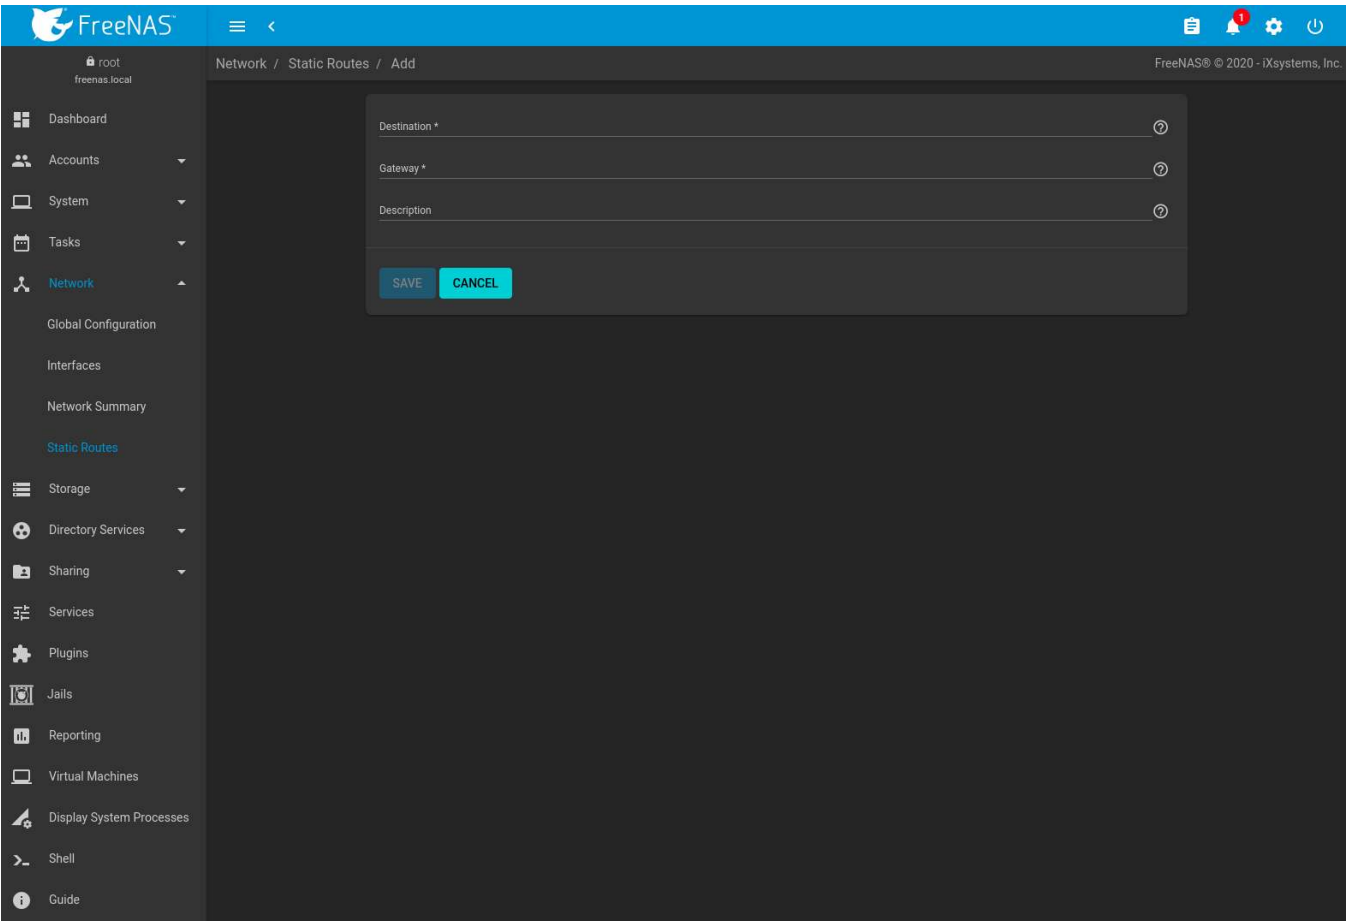 FreeNAS™
1
root
freenas.local
Network / Static Routes / Add
FreeNAS® © 2020 - iXsystems, Inc.
Dashboard
Accounts
System
Tasks
Network
Global Configuration
Interfaces
Network Summary
Static Routes
Storage
Directory Services
Sharing
Services
Plugins
Jails
Reporting
Virtual Machines
Display System Processes
Shell
Guide
Destination *
Gateway *
Description
SAVE CANCEL